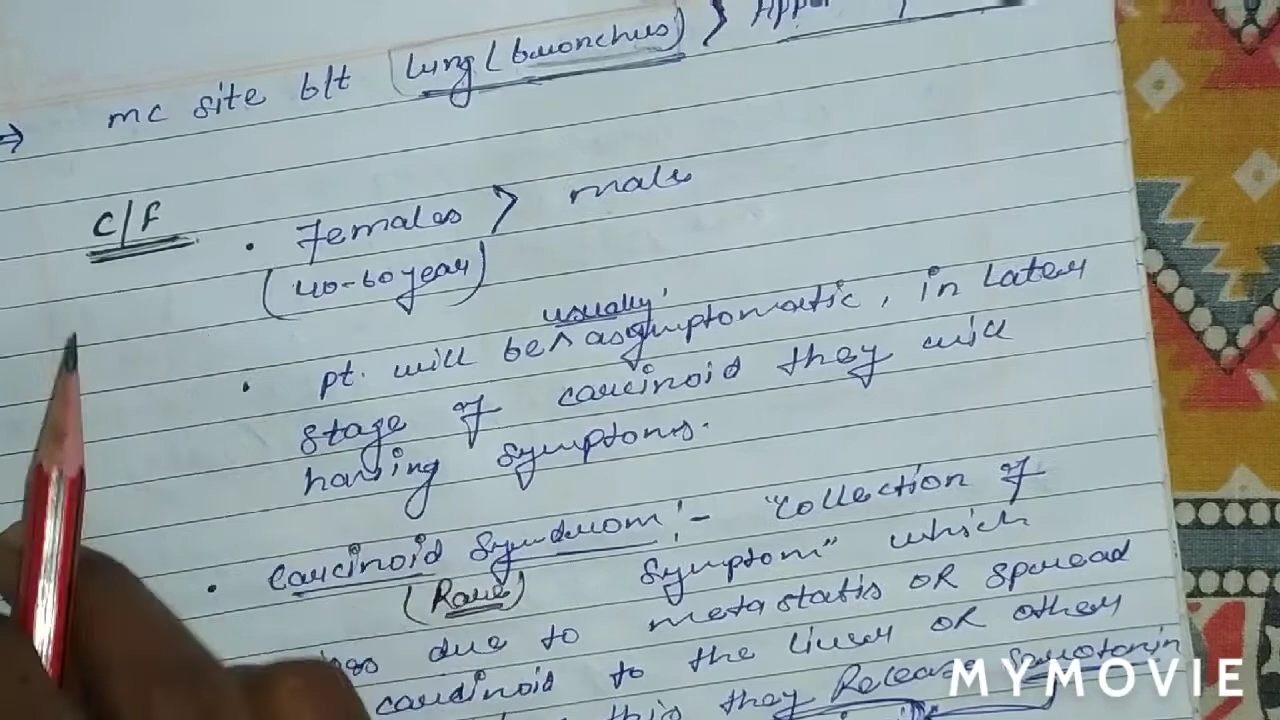 ⇒ mc site b/t (lung (bronchus) >
C/F • Females > male
(40-60 year)
usually
• pt. will be ^ asymptomatic, in later
stage of carcinoid they will
having symptoms.
• Carcinoid Syndrom :- "Collection of
(Rare) Symptom" which
due to metastatis OR spread
carcinoid to the liver OR other
this they Release Serotonin
MYMOVIE